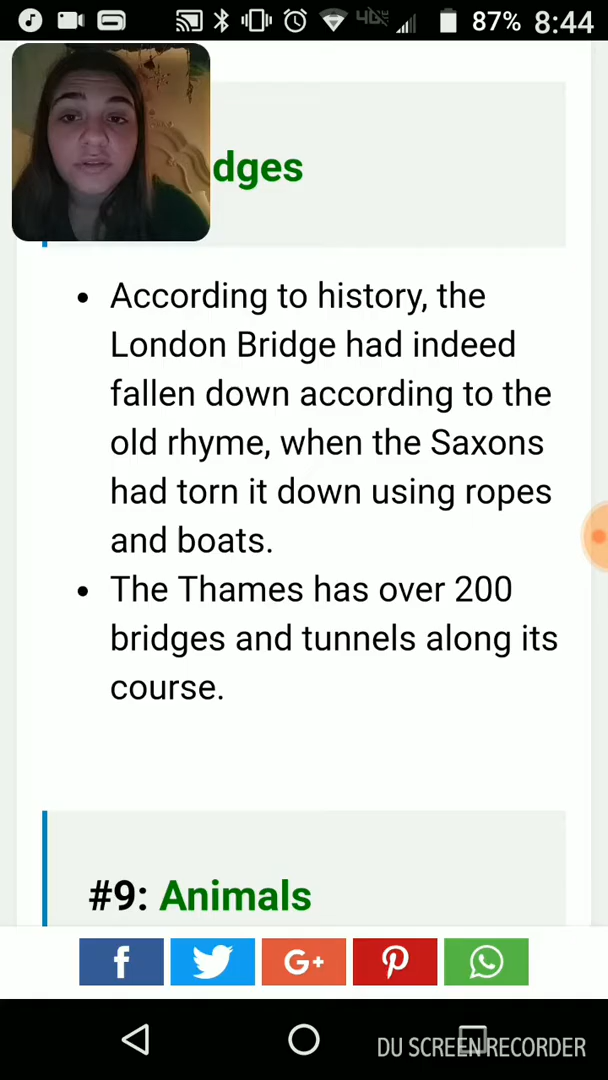 87% 8:44
dges
• According to history, the
London Bridge had indeed
fallen down according to the
old rhyme, when the Saxons
had torn it down using ropes
and boats.
• The Thames has over 200
bridges and tunnels along its
course.
#9: Animals
f G+
DU SCREEN RECORDER